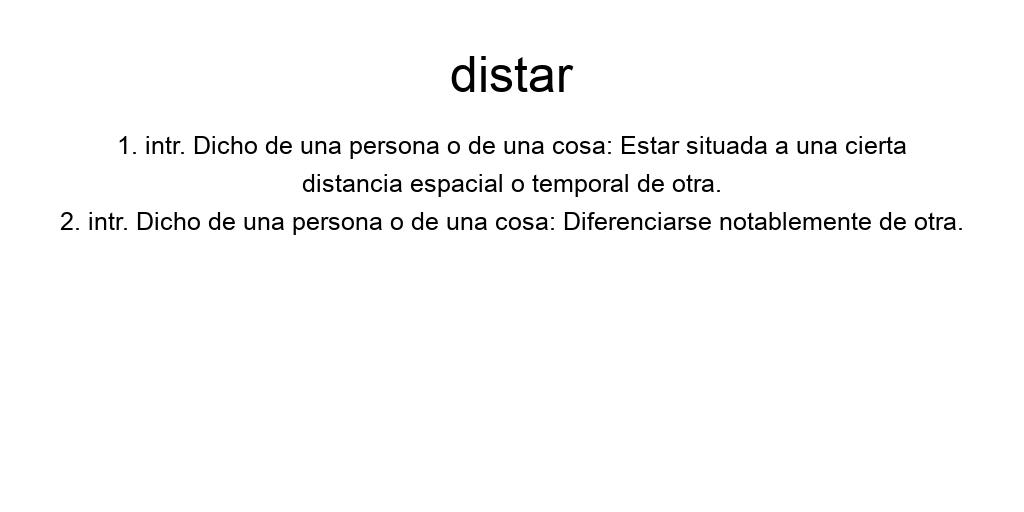 distar
1. intr. Dicho de una persona o de una cosa: Estar situada a una cierta
distancia espacial o temporal de otra.
2. intr. Dicho de una persona o de una cosa: Diferenciarse notablemente de otra.